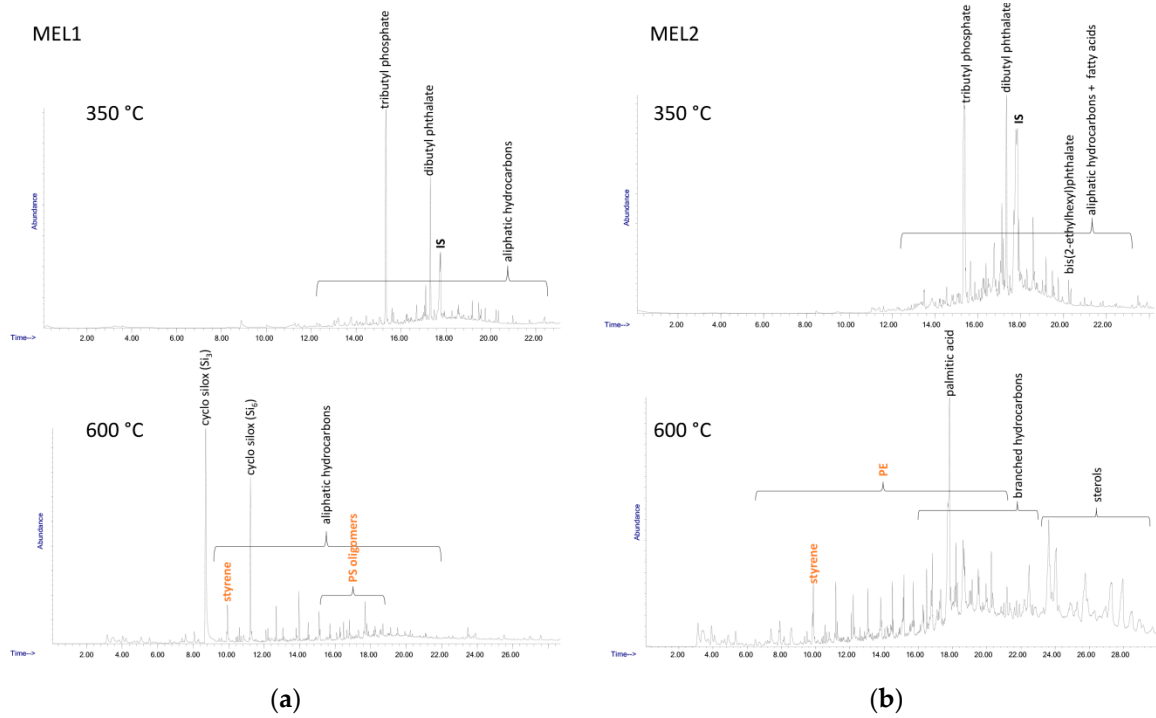 MEL1
350 °C
tributyl phosphate
dibutyl phthalate
IS
aliphatic hydrocarbons
Abundance
Time-->
2.00 4.00 6.00 8.00 10.00 12.00 14.00 16.00 18.00 20.00 22.00
600 °C
cyclo silox (Si3)
styrene
cyclo silox (Si6)
aliphatic hydrocarbons
PS oligomers
Abundance
Time-->
2.00 4.00 6.00 8.00 10.00 12.00 14.00 16.00 18.00 20.00 22.00 24.00 26.00 28.00
(a)
MEL2
350 °C
tributyl phosphate
dibutyl phthalate
IS
bis(2-ethylhexyl)phthalate
aliphatic hydrocarbons + fatty acids
Abundance
Time-->
2.00 4.00 6.00 8.00 10.00 12.00 14.00 16.00 18.00 20.00 22.00
600 °C
styrene
PE
palmitic acid
branched hydrocarbons
sterols
Abundance
Time-->
2.00 4.00 6.00 8.00 10.00 12.00 14.00 16.00 18.00 20.00 22.00 24.00 26.00 28.00
(b)